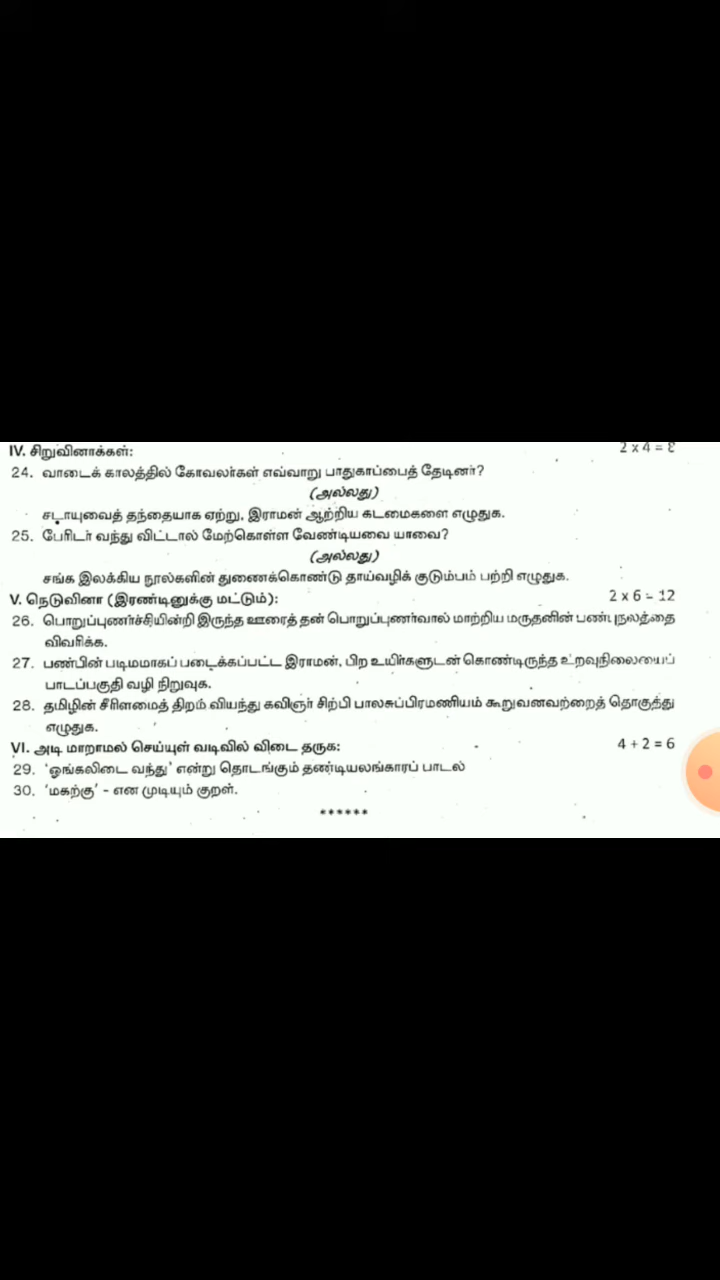 IV. சிறுவினாக்கள்: 2 x 4 = 8
24. வாடைக் காலத்தில் கோவலர்கள் எவ்வாறு பாதுகாப்பைத் தேடினர்?
(அல்லது)
சடாயுவைத் தந்தையாக ஏற்று, இராமன் ஆற்றிய கடமைகளை எழுதுக.
25. பேரிடர் வந்து விட்டால் மேற்கொள்ள வேண்டியவை யாவை?
(அல்லது)
சங்க இலக்கிய நூல்களின் துணைக்கொண்டு தாய்வழிக் குடும்பம் பற்றி எழுதுக.
V. நெடுவினா (இரண்டினுக்கு மட்டும்): 2 x 6 = 12
26. பொறுப்புணர்ச்சியின்றி இருந்த ஊரைத் தன் பொறுப்புணர்வால் மாற்றிய மருதனின் பண்புநலத்தை
விவரிக்க.
27. பண்பின் படிமமாகப் படைக்கப்பட்ட இராமன், பிற உயிர்களுடன் கொண்டிருந்த உறவுநிலையைப்
பாடப்பகுதி வழி நிறுவுக.
28. தமிழின் சீரிளமைத் திறம் வியந்து கவிஞர் சிற்பி பாலசுப்பிரமணியம் கூறுவனவற்றைத் தொகுத்து
எழுதுக.
VI. அடி மாறாமல் செய்யுள் வடிவில் விடை தருக: 4 + 2 = 6
29. 'ஓங்கலிடை வந்து' என்று தொடங்கும் தண்டியலங்காரப் பாடல்
30. 'மகற்கு' - என முடியும் குறள்.
******